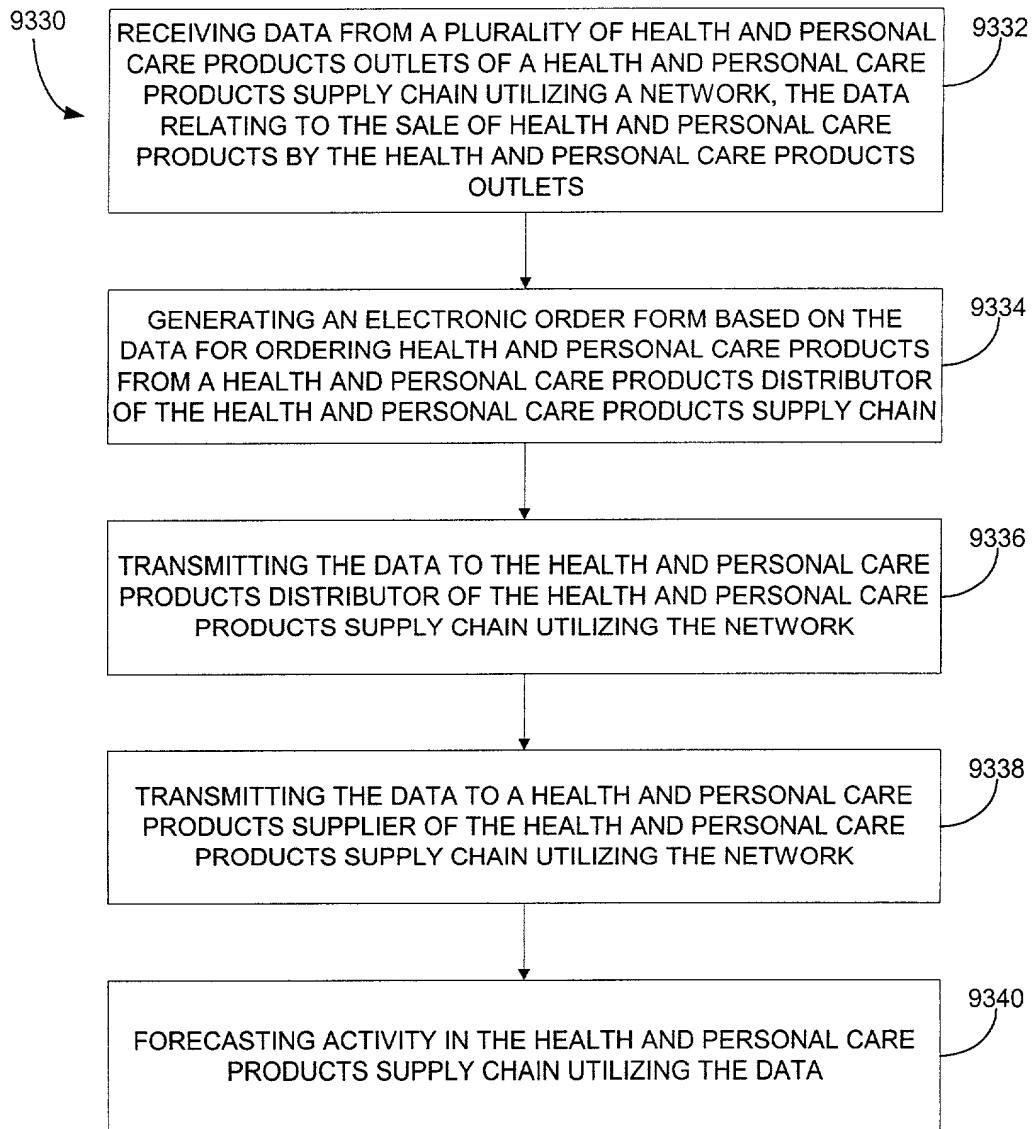 9330
RECEIVING DATA FROM A PLURALITY OF HEALTH AND PERSONAL
CARE PRODUCTS OUTLETS OF A HEALTH AND PERSONAL CARE
PRODUCTS SUPPLY CHAIN UTILIZING A NETWORK, THE DATA
RELATING TO THE SALE OF HEALTH AND PERSONAL CARE
PRODUCTS BY THE HEALTH AND PERSONAL CARE PRODUCTS
OUTLETS
9332
GENERATING AN ELECTRONIC ORDER FORM BASED ON THE
DATA FOR ORDERING HEALTH AND PERSONAL CARE PRODUCTS
FROM A HEALTH AND PERSONAL CARE PRODUCTS DISTRIBUTOR
OF THE HEALTH AND PERSONAL CARE PRODUCTS SUPPLY CHAIN
9334
TRANSMITTING THE DATA TO THE HEALTH AND PERSONAL CARE
PRODUCTS DISTRIBUTOR OF THE HEALTH AND PERSONAL CARE
PRODUCTS SUPPLY CHAIN UTILIZING THE NETWORK
9336
TRANSMITTING THE DATA TO A HEALTH AND PERSONAL CARE
PRODUCTS SUPPLIER OF THE HEALTH AND PERSONAL CARE
PRODUCTS SUPPLY CHAIN UTILIZING THE NETWORK
9338
FORECASTING ACTIVITY IN THE HEALTH AND PERSONAL CARE
PRODUCTS SUPPLY CHAIN UTILIZING THE DATA
9340